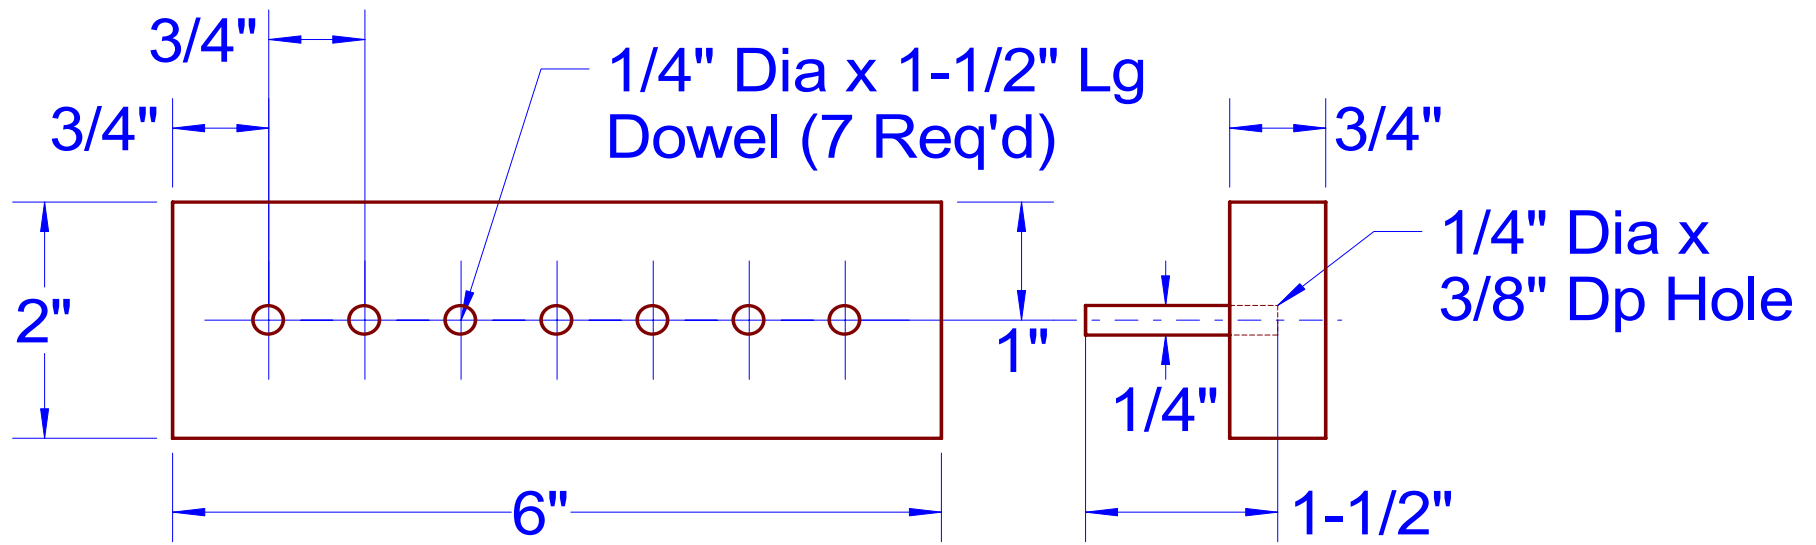 3/4"
3/4"
1/4" Dia x 1-1/2" Lg
Dowel (7 Req'd)
3/4"
1/4" Dia x
3/8" Dp Hole
2"
1"
1/4"
6"
1-1/2"